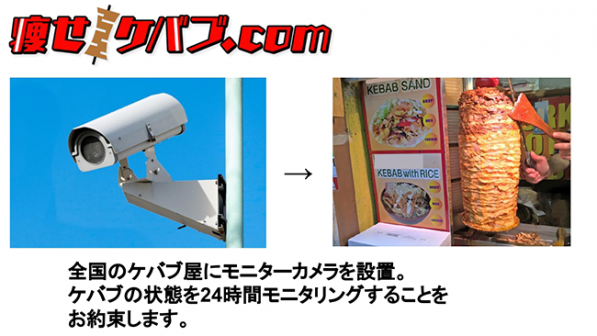 痩せケバブ.com
KEBAB SAND
KEBAB with RICE
→
全国のケバブ屋にモニターカメラを設置。
ケバブの状態を24時間モニタリングすることを
お約束します。